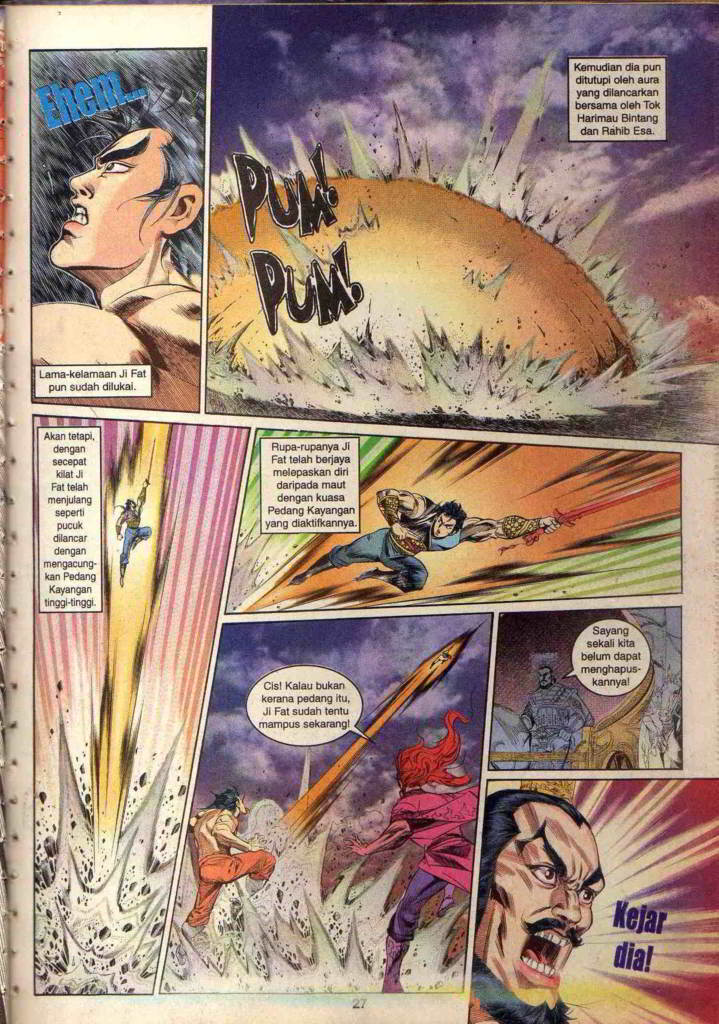 Ehem...
Lama-kelamaan Ji Fat
pun sudah dilukai.
Kemudian dia pun
ditutupi oleh aura
yang dilancarkan
bersama oleh Tok
Harimau Bintang
dan Rahib Esa.
PUM!
PUM!
Akan tetapi,
dengan
secepat
kilat Ji
Fat telah
menjulang
seperti
pucuk
dilancar
dengan
mengacung-
kan Pedang
Kayangan
tinggi-tinggi.
Rupa-rupanya Ji
Fat telah berjaya
melepaskan diri
daripada maut
dengan kuasa
Pedang Kayangan
yang diaktifkannya.
Cis! Kalau bukan
kerana pedang itu,
Ji Fat sudah tentu
mampus sekarang!
Sayang
sekali kita
belum dapat
menghapus-
kannya!
Kejar
dia!
27